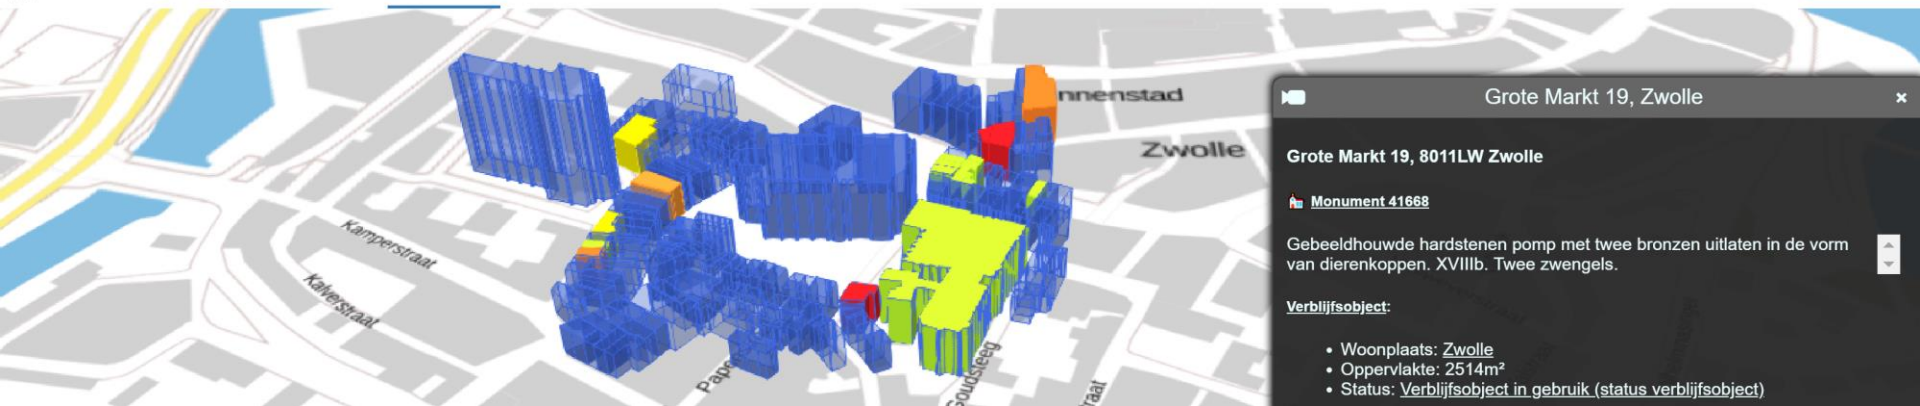 nnenstad
Zwolle
Kamperstraat
Kalverstraat
Pape
Goudsteeg
raat
Grote Markt 19, Zwolle
×
Grote Markt 19, 8011LW Zwolle
Monument 41668
Gebeeldhouwde hardstenen pomp met twee bronzen uitlaten in de vorm
van dierenkoppen. XVIIIb. Twee zwengels.
Verblijfsobject:
• Woonplaats: Zwolle
• Oppervlakte: 2514m²
• Status: Verblijfsobject in gebruik (status verblijfsobject)